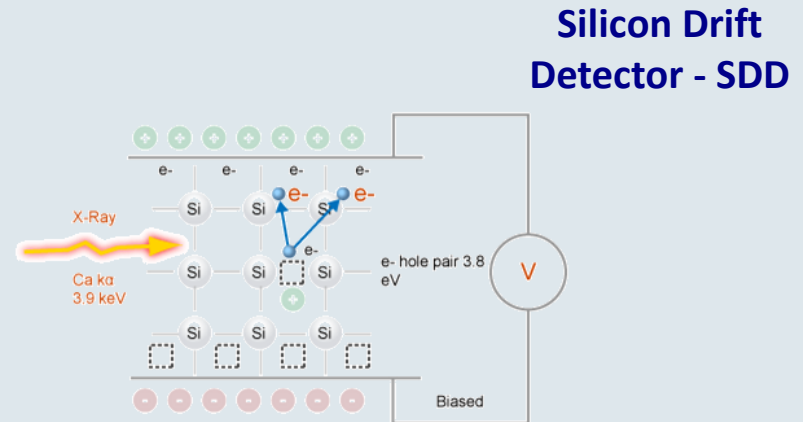 Silicon Drift
Detector - SDD
+ + + + + + +
e- e- e- e-
e- e-
Si Si Si
X-Ray
e-
Si Si Si
e- hole pair 3.8
eV
V
Ca kα
3.9 keV
+
Si Si Si
- - - - - - -
Biased